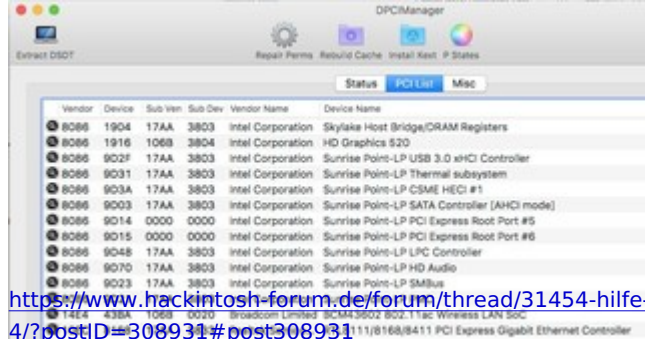 DPCIManager
Extract DSDT
Repair Perms Rebuild Cache Install Kext P States
Status PCI List Misc
Vendor Device Sub Ven Sub Dev Vendor Name Device Name
8086 1904 17AA 3803 Intel Corporation Skylake Host Bridge/DRAM Registers
8086 1916 106B 3804 Intel Corporation HD Graphics 520
8086 9D2F 17AA 3803 Intel Corporation Sunrise Point-LP USB 3.0 xHCI Controller
8086 9D31 17AA 3803 Intel Corporation Sunrise Point-LP Thermal subsystem
8086 9D3A 17AA 3803 Intel Corporation Sunrise Point-LP CSME HECI #1
8086 9D03 17AA 3803 Intel Corporation Sunrise Point-LP SATA Controller [AHCI mode]
8086 9D14 0000 0000 Intel Corporation Sunrise Point-LP PCI Express Root Port #5
8086 9D15 0000 0000 Intel Corporation Sunrise Point-LP PCI Express Root Port #6
8086 9D48 17AA 3803 Intel Corporation Sunrise Point-LP LPC Controller
8086 9D70 17AA 3803 Intel Corporation Sunrise Point-LP HD Audio
8086 9D23 17AA 3803 Intel Corporation Sunrise Point-LP SMBus
https://www.hackintosh-forum.de/forum/thread/31454-hilfe-
14E4 43BA 106B 0020 Broadcom Limited BCM43602 802.11ac Wireless LAN SoC
4/?postID=308931#post308931
8111/8168/8411 PCI Express Gigabit Ethernet Controller